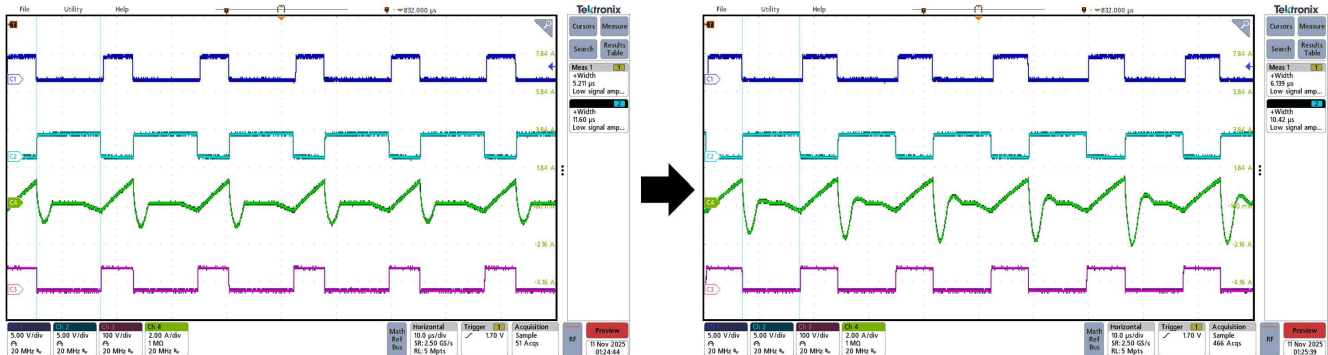 File Utility Help
Tektronix
832.000 µs
Cursors Measure
Search Results Table
Meas 1 1
+Width
5.211 µs
Low signal amp...
2
+Width
11.60 µs
Low signal amp...
7.84 A
5.84 A
3.84 A
1.84 A
-2.16 A
-4.16 A
C1
C2
C4
C3
Ch 2
5.00 V/div
5.00 V/div
20 MHz
Ch 3
100 V/div
20 MHz
Ch 4
2.00 A/div
1 MΩ
20 MHz
Math
Ref
Bus
Horizontal
10.0 µs/div
SR: 2.50 GS/s
RL: 5 Mpts
Trigger 1
1.70 V
Acquisition
Sample
51 Acqs
RF
Preview
11 Nov 2025
01:24:44
File Utility Help
Tektronix
832.000 µs
Cursors Measure
Search Results Table
Meas 1 1
+Width
6.139 µs
Low signal amp...
2
+Width
10.42 µs
Low signal amp...
7.84 A
5.84 A
1.84 A
-2.16 A
-4.16 A
C1
C2
C4
C3
5.00 V/div
20 MHz
Ch 2
5.00 V/div
20 MHz
Ch 3
100 V/div
20 MHz
Ch 4
2.00 A/div
1 MΩ
20 MHz
Math
Ref
Bus
Horizontal
10.0 µs/div
SR: 2.50 GS/s
RL: 5 Mpts
Trigger 1
1.70 V
Acquisition
Sample
466 Acqs
RF
Preview
11 Nov 2025
01:25:39